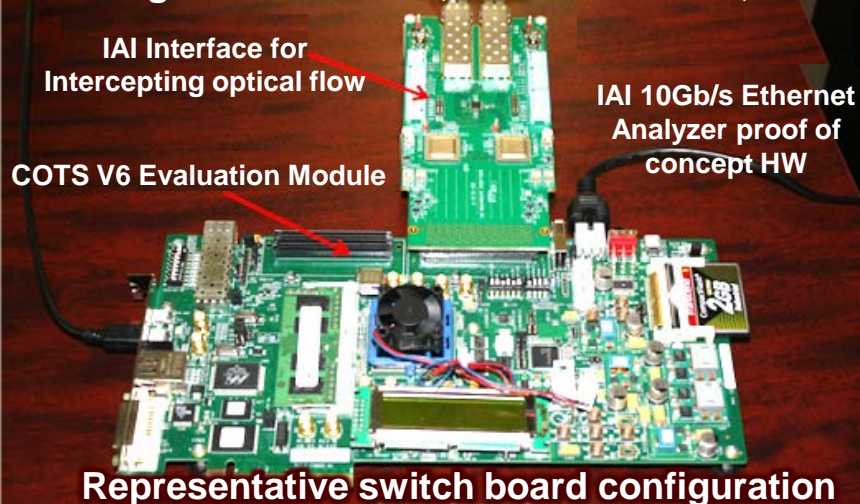 IAI Interface for
Intercepting optical flow
IAI 10Gb/s Ethernet
Analyzer proof of
concept HW
COTS V6 Evaluation Module
2GB
Representative switch board configuration